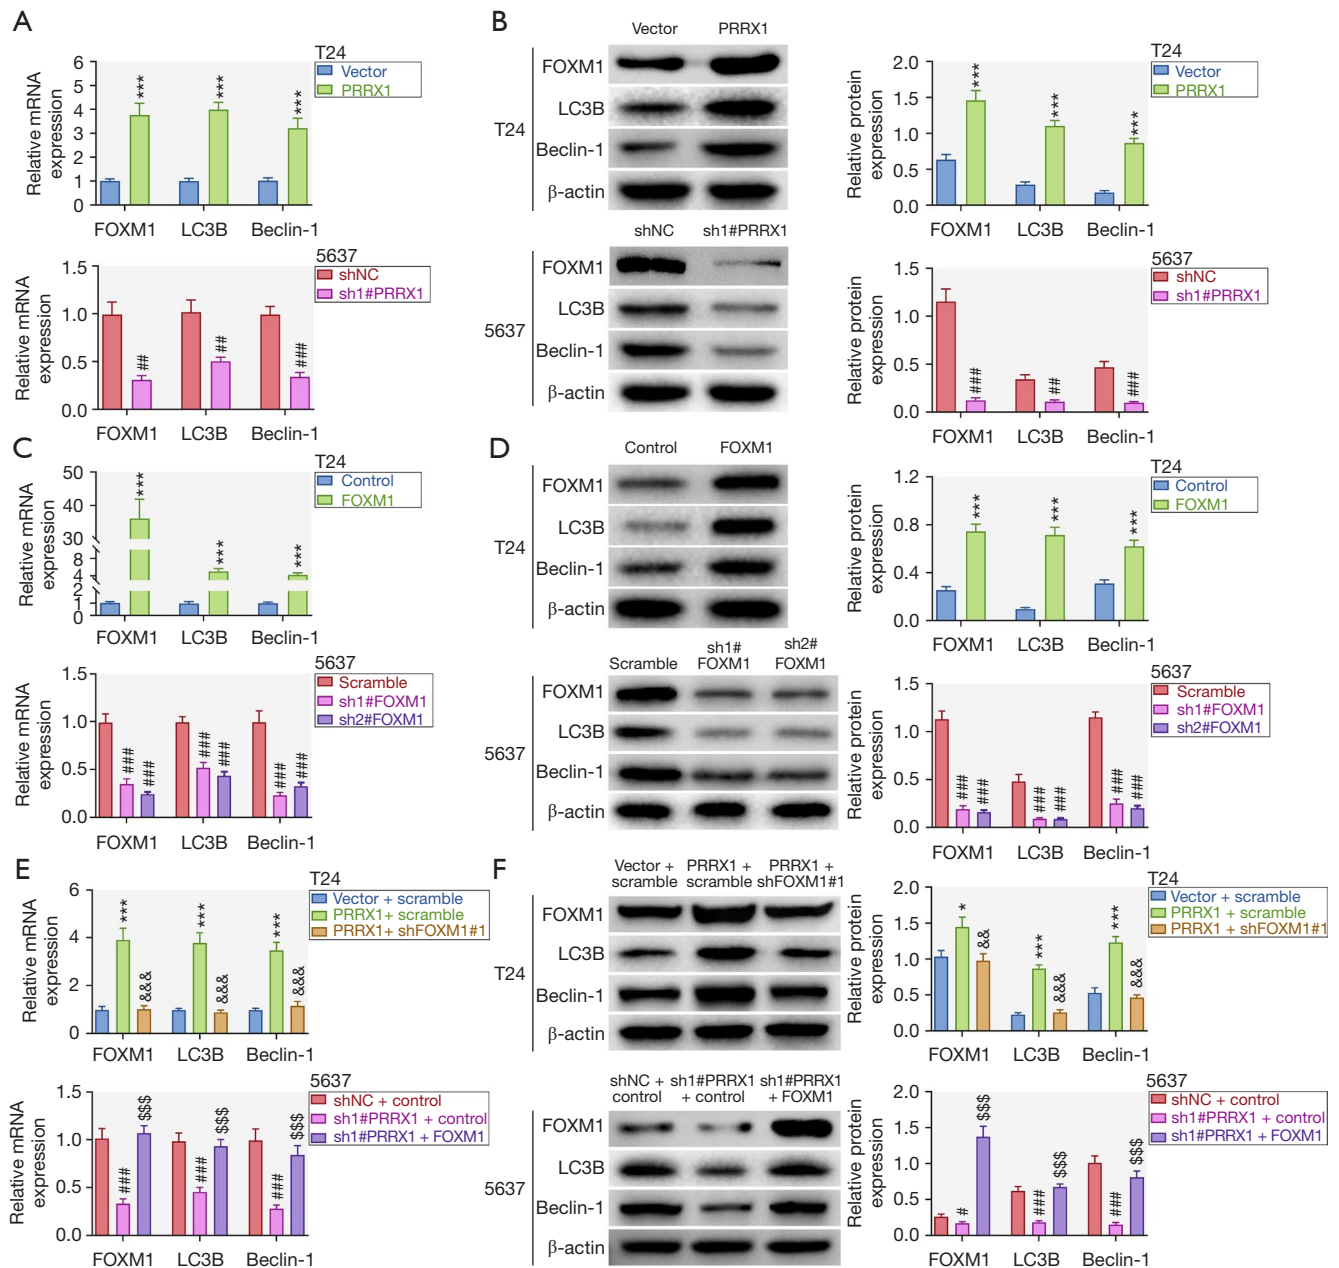 A
T24
Vector
PRRX1
Relative mRNA
expression
6
5
4
3
2
1
0
***
***
***
FOXM1
LC3B
Beclin-1
5637
shNC
sh1#PRRX1
Relative mRNA
expression
1.5
1.0
0.5
0.0
##
##
###
FOXM1
LC3B
Beclin-1
B
Vector
PRRX1
T24
FOXM1
LC3B
Beclin-1
β-actin
shNC
sh1#PRRX1
5637
FOXM1
LC3B
Beclin-1
β-actin
T24
Vector
PRRX1
Relative protein
expression
2.0
1.5
1.0
0.5
0.0
***
***
***
FOXM1
LC3B
Beclin-1
5637
shNC
sh1#PRRX1
Relative protein
expression
1.5
1.0
0.5
0.0
###
##
###
FOXM1
LC3B
Beclin-1
C
T24
Control
FOXM1
Relative mRNA
expression
50
40
30
8
4
2
1
0
***
***
***
FOXM1
LC3B
Beclin-1
5637
Scramble
sh1#FOXM1
sh2#FOXM1
Relative mRNA
expression
1.5
1.0
0.5
0.0
###
###
###
###
###
###
FOXM1
LC3B
Beclin-1
D
Control
FOXM1
T24
FOXM1
LC3B
Beclin-1
β-actin
Scramble
sh1#
FOXM1
sh2#
FOXM1
5637
FOXM1
LC3B
Beclin-1
β-actin
T24
Control
FOXM1
Relative protein
expression
1.2
0.8
0.4
0.0
***
***
***
FOXM1
LC3B
Beclin-1
5637
Scramble
sh1#FOXM1
sh2#FOXM1
Relative protein
expression
1.5
1.0
0.5
0.0
###
###
###
###
###
###
FOXM1
LC3B
Beclin-1
E
T24
Vector + scramble
PRRX1 + scramble
PRRX1 + shFOXM1#1
Relative mRNA
expression
6
4
2
0
***
&&&
***
&&&
***
&&&
FOXM1
LC3B
Beclin-1
5637
shNC + control
sh1#PRRX1 + control
sh1#PRRX1 + FOXM1
Relative mRNA
expression
1.5
1.0
0.5
0.0
###
$$$
###
$$$
###
$$$
FOXM1
LC3B
Beclin-1
F
Vector +
scramble
PRRX1 +
scramble
PRRX1 +
shFOXM1#1
T24
FOXM1
LC3B
Beclin-1
β-actin
shNC +
control
sh1#PRRX1
+ control
sh1#PRRX1
+ FOXM1
5637
FOXM1
LC3B
Beclin-1
β-actin
T24
Vector + scramble
PRRX1 + scramble
PRRX1 + shFOXM1#1
Relative protein
expression
2.0
1.5
1.0
0.5
0.0
*
&&
***
&&&
***
&&&
FOXM1
LC3B
Beclin-1
5637
shNC + control
sh1#PRRX1 + control
sh1#PRRX1 + FOXM1
Relative protein
expression
2.0
1.5
1.0
0.5
0.0
#
$$$
###
$$$
###
$$$
FOXM1
LC3B
Beclin-1